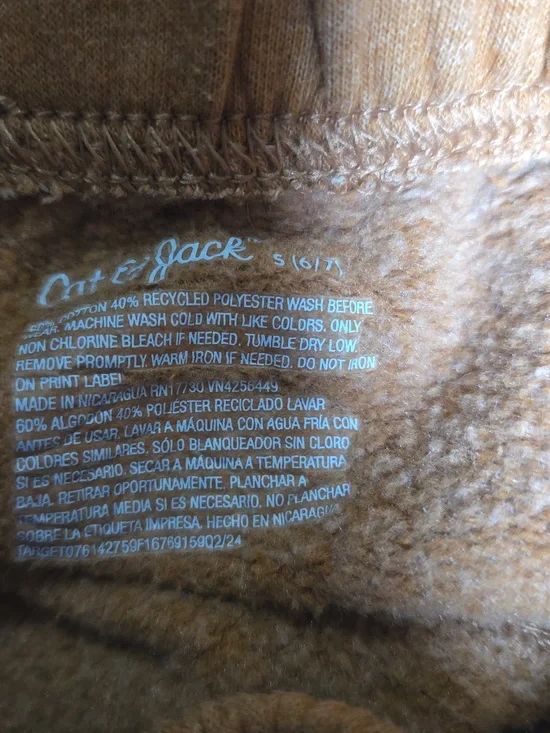 Cat & Jack™ S (6/7)
60% COTTON 40% RECYCLED POLYESTER WASH BEFORE
WEAR. MACHINE WASH COLD WITH LIKE COLORS. ONLY
NON CHLORINE BLEACH IF NEEDED. TUMBLE DRY LOW.
REMOVE PROMPTLY. WARM IRON IF NEEDED. DO NOT IRON
ON PRINT LABEL
MADE IN NICARAGUA RN17730 VN4256449
60% ALGODÓN 40% POLIÉSTER RECICLADO LAVAR
ANTES DE USAR. LAVAR A MÁQUINA CON AGUA FRÍA CON
COLORES SIMILARES. SÓLO BLANQUEADOR SIN CLORO
SI ES NECESARIO. SECAR A MÁQUINA A TEMPERATURA
BAJA. RETIRAR OPORTUNAMENTE. PLANCHAR A
TEMPERATURA MEDIA SI ES NECESARIO. NO PLANCHAR
SOBRE LA ETIQUETA IMPRESA. HECHO EN NICARAGUA
TARGET076142759F1676915902/24